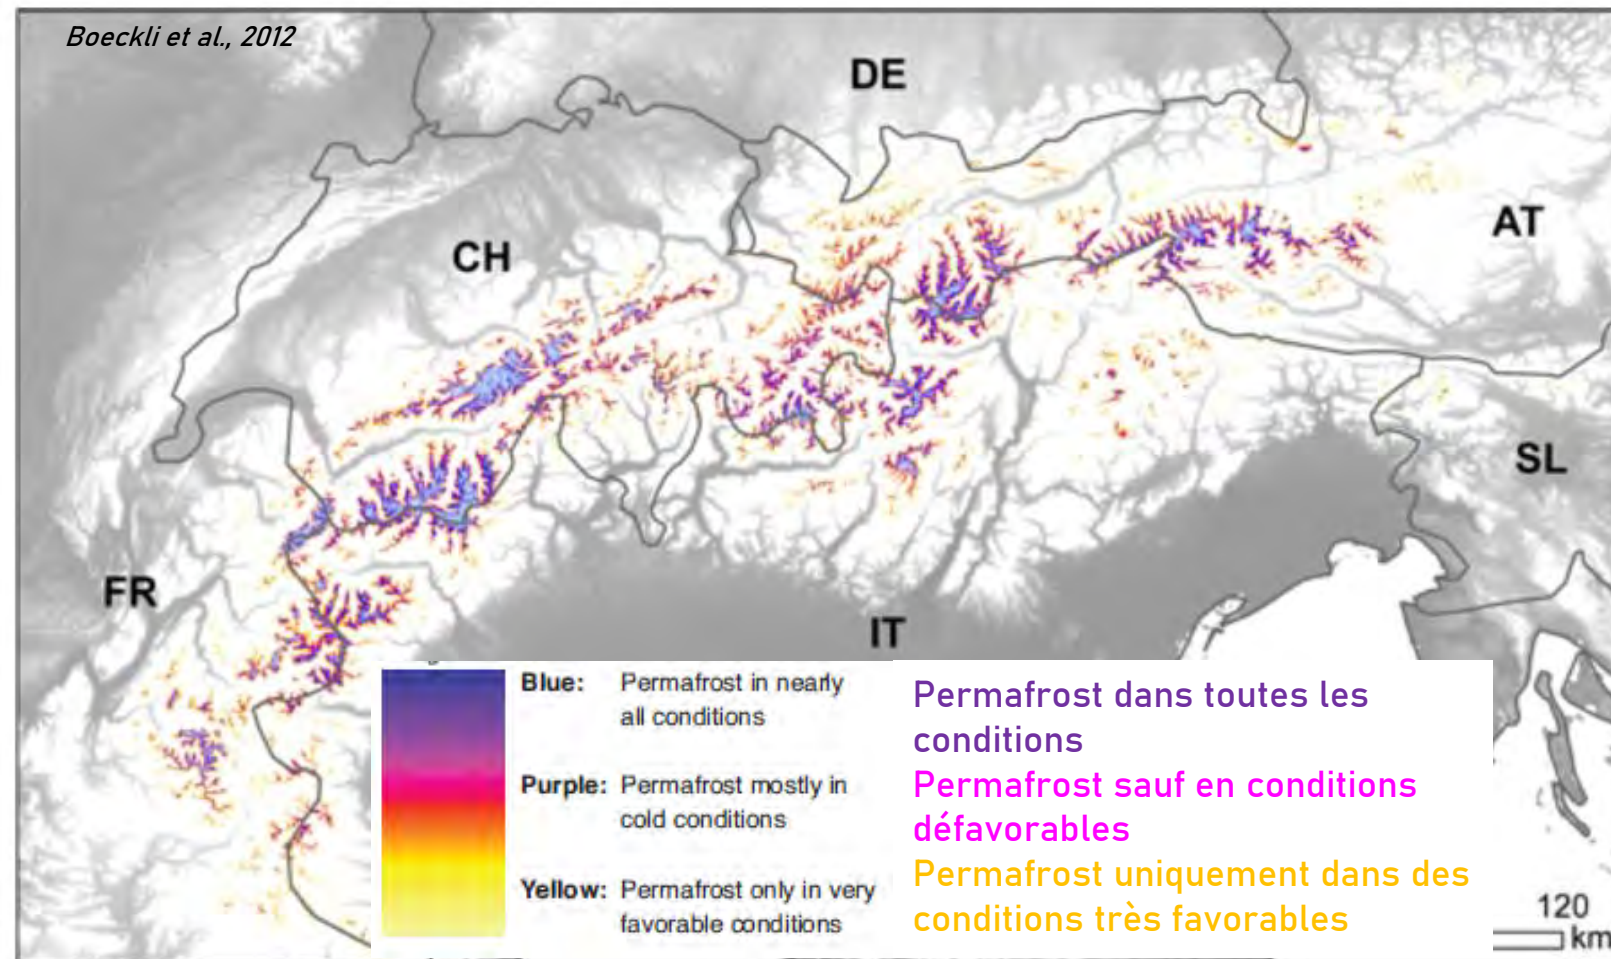 Boeckli et al., 2012
DE
CH
AT
SL
FR
IT
Blue: Permafrost in nearly
all conditions
Purple: Permafrost mostly in
cold conditions
Yellow: Permafrost only in very
favorable conditions
Permafrost dans toutes les
conditions
Permafrost sauf en conditions
défavorables
Permafrost uniquement dans des
conditions très favorables
120
km